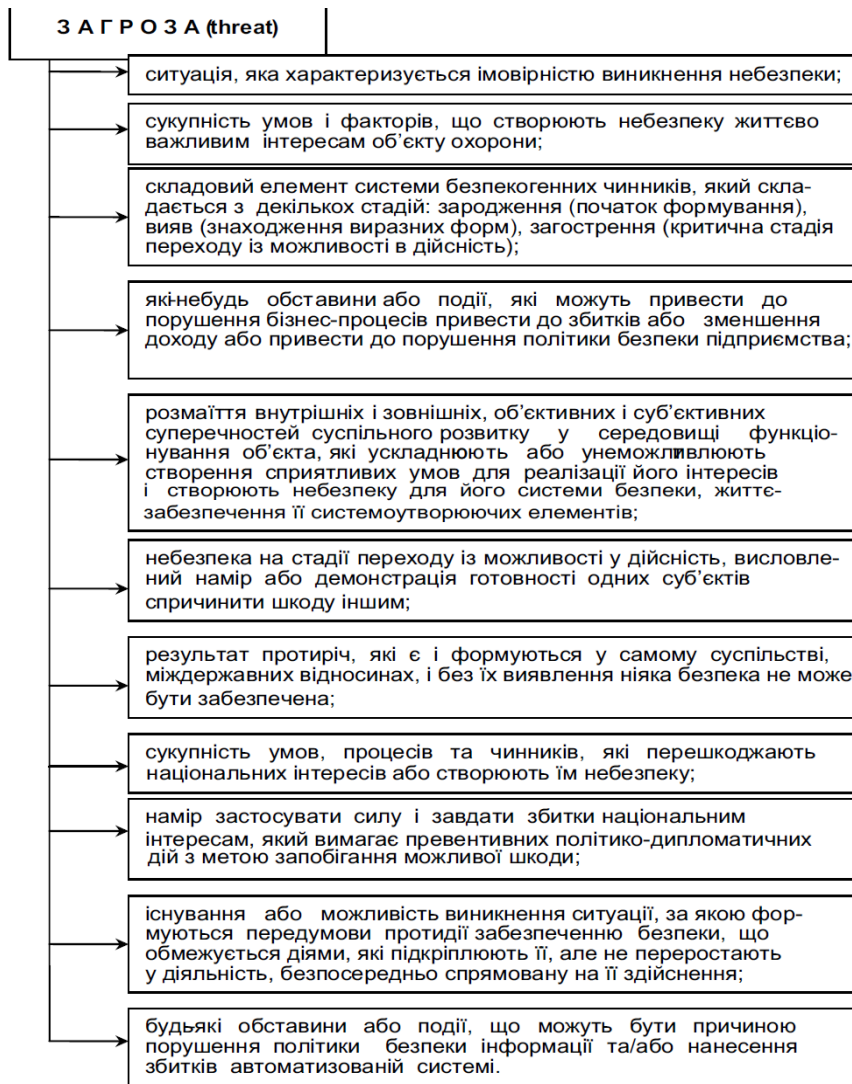 З А Г Р О З А (threat)
ситуація, яка характеризується імовірністю виникнення небезпеки;
сукупність умов і факторів, що створюють небезпеку життєво
важливим інтересам об’єкту охорони;
складовий елемент системи безпекогенних чинників, який скла-
дається з декількох стадій: зародження (початок формування),
вияв (знаходження виразних форм), загострення (критична стадія
переходу із можливості в дійсність);
які-небудь обставини або події, які можуть привести до
порушення бізнес-процесів привести до збитків або зменшення
доходу або привести до порушення політики безпеки підприємства;
розмаїття внутрішніх і зовнішніх, об’єктивних і суб’єктивних
суперечностей суспільного розвитку у середовищі функціо-
нування об’єкта, які ускладнюють або унеможливлюють
створення сприятливих умов для реалізації його інтересів
і створюють небезпеку для його системи безпеки, життє-
забезпечення її системоутворюючих елементів;
небезпека на стадії переходу із можливості у дійсність, висловле-
ний намір або демонстрація готовності одних суб’єктів
спричинити шкоду іншим;
результат протиріч, які є і формуються у самому суспільстві,
міждержавних відносинах, і без їх виявлення ніяка безпека не може
бути забезпечена;
сукупність умов, процесів та чинників, які перешкоджають
національних інтересів або створюють їм небезпеку;
намір застосувати силу і завдати збитки національним
інтересам, який вимагає превентивних політико-дипломатичних
дій з метою запобігання можливої шкоди;
існування або можливість виникнення ситуації, за якою фор-
муються передумови протидії забезпеченню безпеки, що
обмежується діями, які підкріплюють її, але не переростають
у діяльність, безпосередньо спрямовану на її здійснення;
будьякі обставини або події, що можуть бути причиною
порушення політики безпеки інформації та/або нанесення
збитків автоматизованій системі.